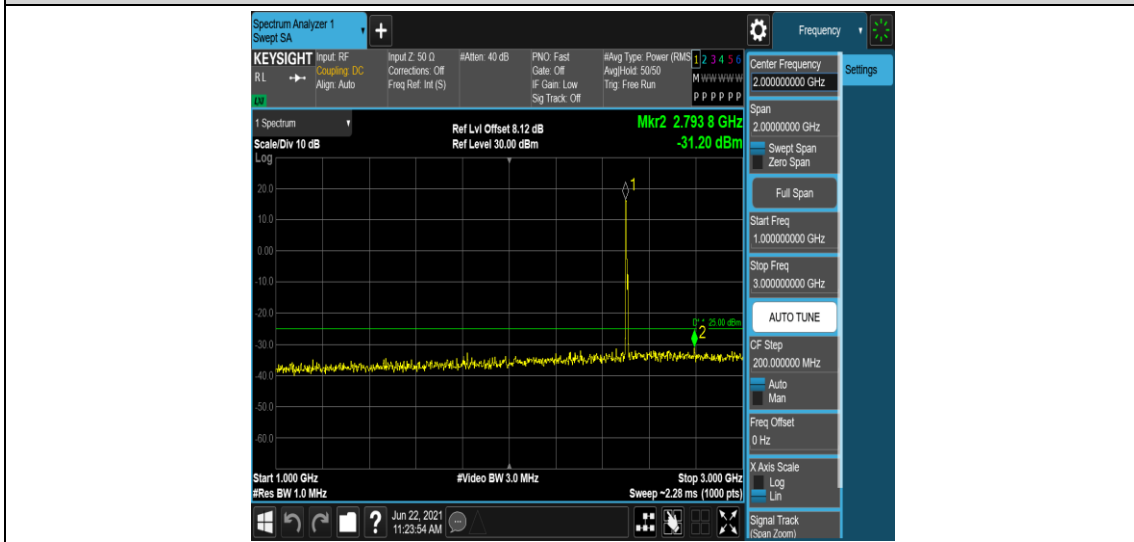 Spectrum Analyzer 1
Swept SA
+
Frequency
KEYSIGHT
RL
LXI
Input: RF
Coupling: DC
Align: Auto
Input Z: 50 Ω
Corrections: Off
Freq Ref: Int (S)
#Atten: 40 dB
PNO: Fast
Gate: Off
IF Gain: Low
Sig Track: Off
#Avg Type: Power (RMS
Avg|Hold: 50/50
Trig: Free Run
1 2 3 4 5 6
M W W W W W
P P P P P P
1 Spectrum
Scale/Div 10 dB
Log
Ref Lvl Offset 8.12 dB
Ref Level 30.00 dBm
Mkr2 2.793 8 GHz
-31.20 dBm
20.0
10.0
0.00
-10.0
-20.0
-30.0
-40.0
-50.0
-60.0
1
2
25.00 dBm
Start 1.000 GHz
#Res BW 1.0 MHz
#Video BW 3.0 MHz
Stop 3.000 GHz
Sweep ~2.28 ms (1000 pts)
Center Frequency
2.000000000 GHz
Settings
Span
2.00000000 GHz
Swept Span
Zero Span
Full Span
Start Freq
1.000000000 GHz
Stop Freq
3.000000000 GHz
AUTO TUNE
CF Step
200.000000 MHz
Auto
Man
Freq Offset
0 Hz
X Axis Scale
Log
Lin
Signal Track
(Span Zoom)
?
Jun 22, 2021
11:23:54 AM